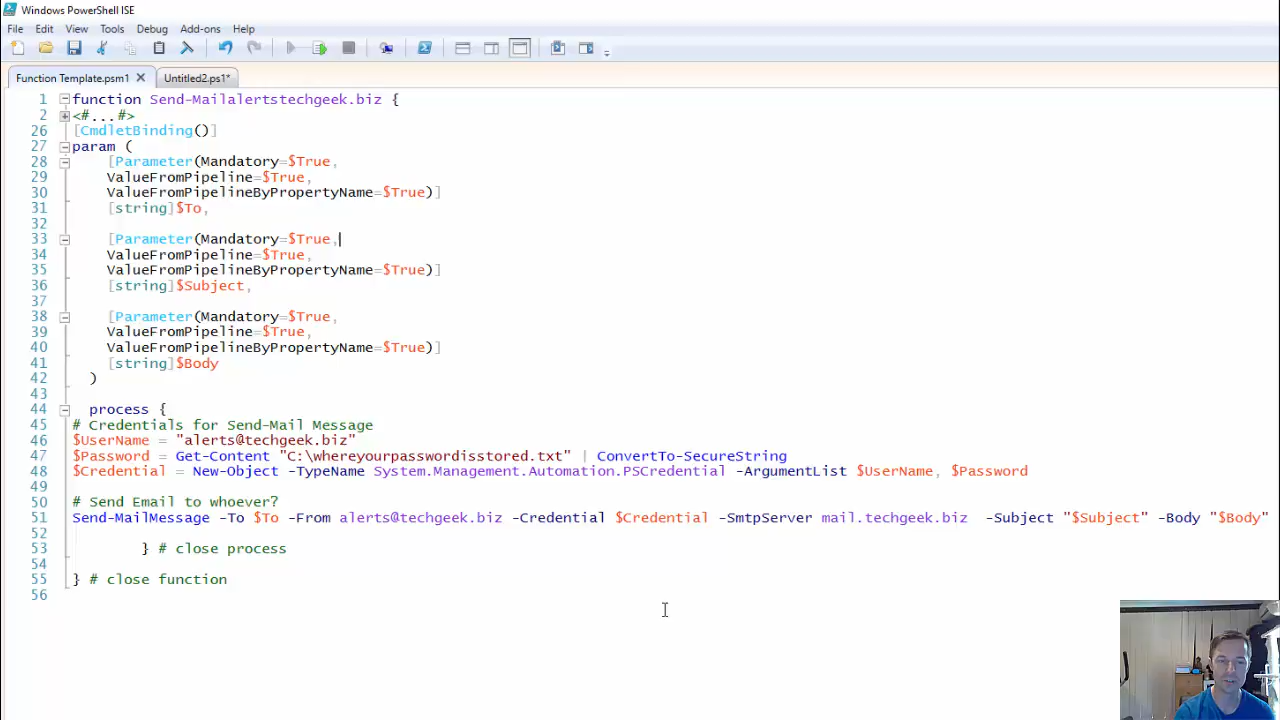 Windows PowerShell ISE
File Edit View Tools Debug Add-ons Help
Function Template.psm1 Untitled2.ps1*
1 function Send-Mailalertstechgeek.biz {
2 <#...#>
26 [CmdletBinding()]
27 param (
28 [Parameter(Mandatory=$True,
29 ValueFromPipeline=$True,
30 ValueFromPipelineByPropertyName=$True)]
31 [string]$To,
32
33 [Parameter(Mandatory=$True,
34 ValueFromPipeline=$True,
35 ValueFromPipelineByPropertyName=$True)]
36 [string]$Subject,
37
38 [Parameter(Mandatory=$True,
39 ValueFromPipeline=$True,
40 ValueFromPipelineByPropertyName=$True)]
41 [string]$Body
42 )
43
44 process {
45 # Credentials for Send-Mail Message
46 $UserName = "alerts@techgeek.biz"
47 $Password = Get-Content "C:\whereyourpasswordisstored.txt" | ConvertTo-SecureString
48 $Credential = New-Object -TypeName System.Management.Automation.PSCredential -ArgumentList $UserName, $Password
49
50 # Send Email to whoever?
51 Send-MailMessage -To $To -From alerts@techgeek.biz -Credential $Credential -SmtpServer mail.techgeek.biz -Subject "$Subject" -Body "$Body"
52
53 } # close process
54
55 } # close function
56